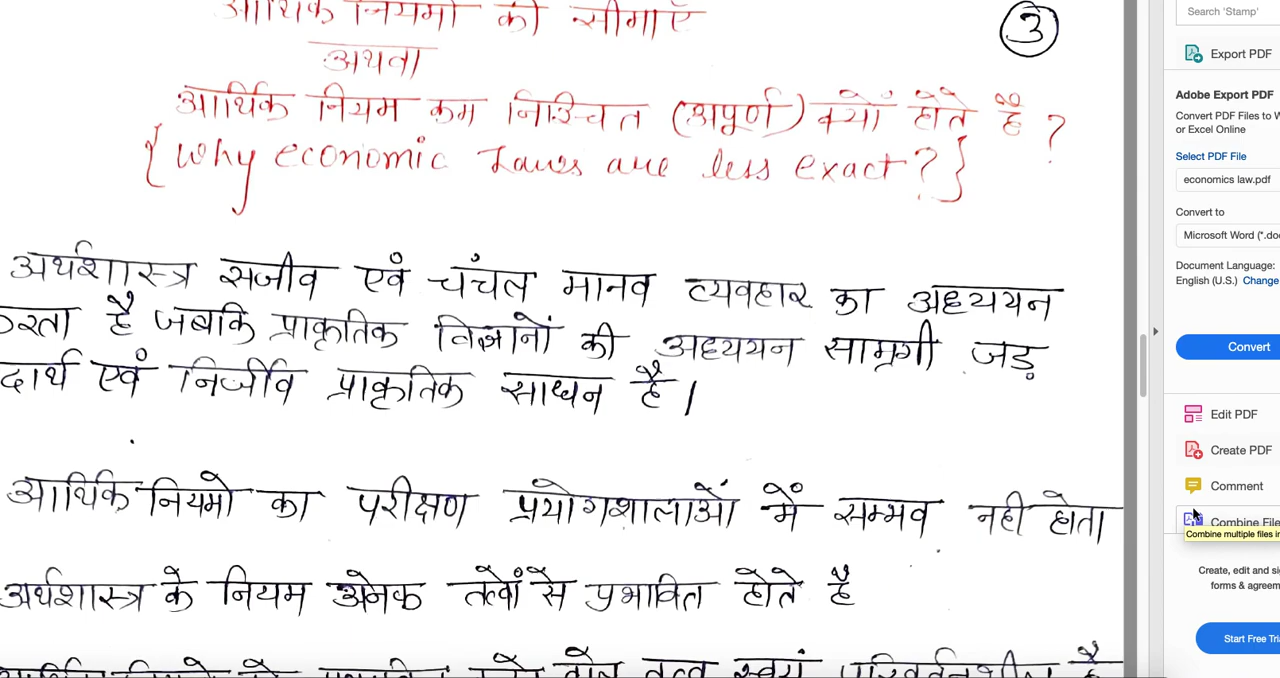 आर्थिक नियमों की सीमाएँ
3
अथवा
आर्थिक नियम कम निश्चित (अपूर्ण) क्यों होते है ?
{ Why economic Laws are less exact? }
अर्थशास्त्र सजीव एवं चंचल मानव व्यवहार का अध्ययन
करता है जबकि प्राकृतिक विज्ञानों की अध्ययन सामग्री जड़
दार्थ एवं निर्जीव प्राकृतिक साधन है।
आर्थिक नियमो का परीक्षण प्रयोगशालाओं में सम्भव नही होता
अर्थशास्त्र के नियम अनेक तत्वों से प्रभावित होते है
Search 'Stamp'
Export PDF
Adobe Export PDF
Convert PDF Files to W
or Excel Online
Select PDF File
economics law.pdf
Convert to
Microsoft Word (*.doc
Document Language:
English (U.S.) Change
Convert
Edit PDF
Create PDF
Comment
Combine File
Combine multiple files in
Create, edit and si
forms & agreem
Start Free Tri